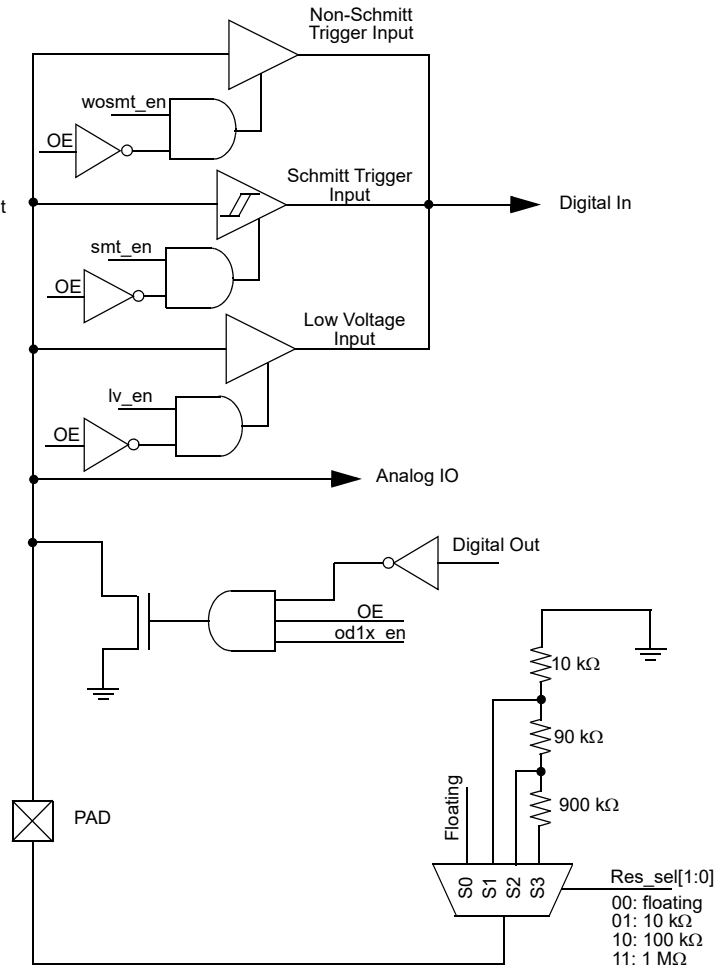 Non-Schmitt
Trigger Input
wosmt_en
OE
Schmitt Trigger
Input
t
Digital In
smt_en
OE
Low Voltage
Input
lv_en
OE
Analog IO
Digital Out
OE
od1x_en
10 kΩ
90 kΩ
900 kΩ
Floating
PAD
S0
S1
S2
S3
Res_sel[1:0]
00: floating
01: 10 kΩ
10: 100 kΩ
11: 1 MΩ